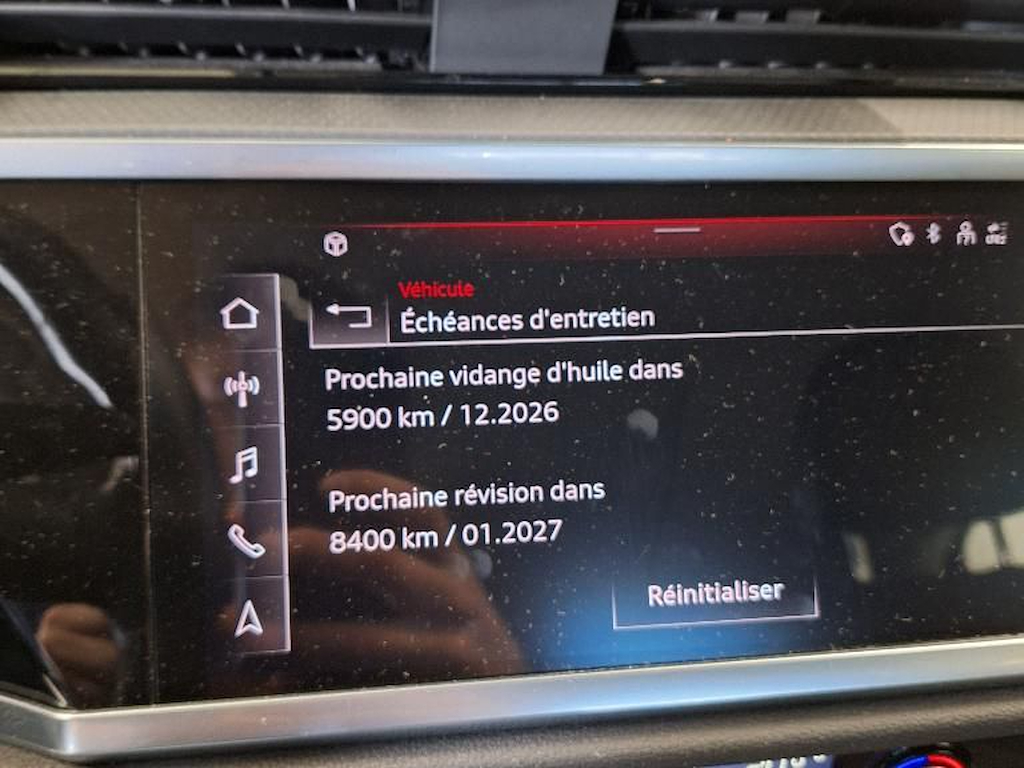 Véhicule
Échéances d'entretien
Prochaine vidange d'huile dans
5900 km / 12.2026
Prochaine révision dans
8400 km / 01.2027
Réinitialiser